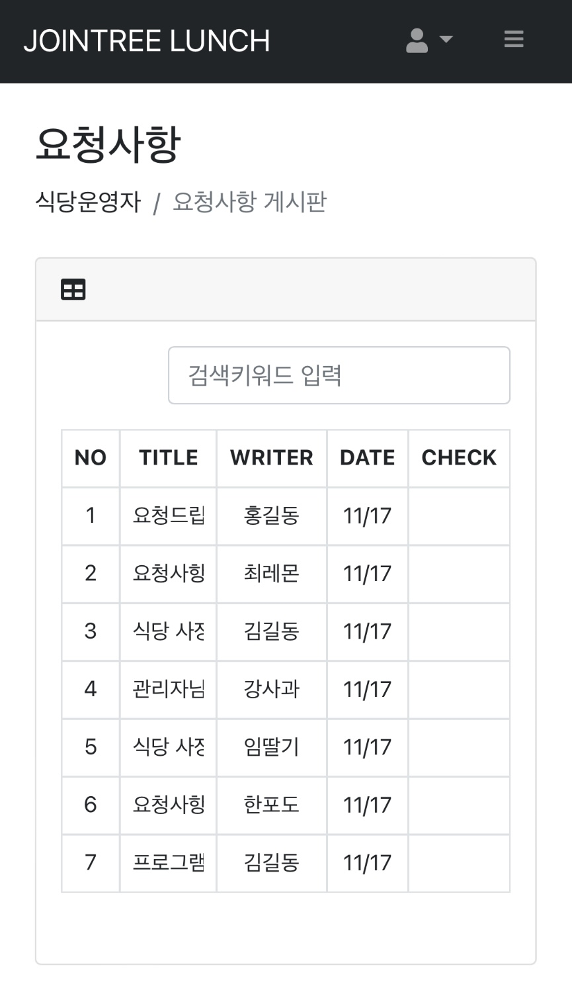 JOINTREE LUNCH
요청사항
식당운영자 / 요청사항 게시판
검색키워드 입력
NO TITLE WRITER DATE CHECK
1 요청드립 홍길동 11/17
2 요청사항 최레몬 11/17
3 식당 사장 김길동 11/17
4 관리자님 강사과 11/17
5 식당 사장 임딸기 11/17
6 요청사항 한포도 11/17
7 프로그램 김길동 11/17